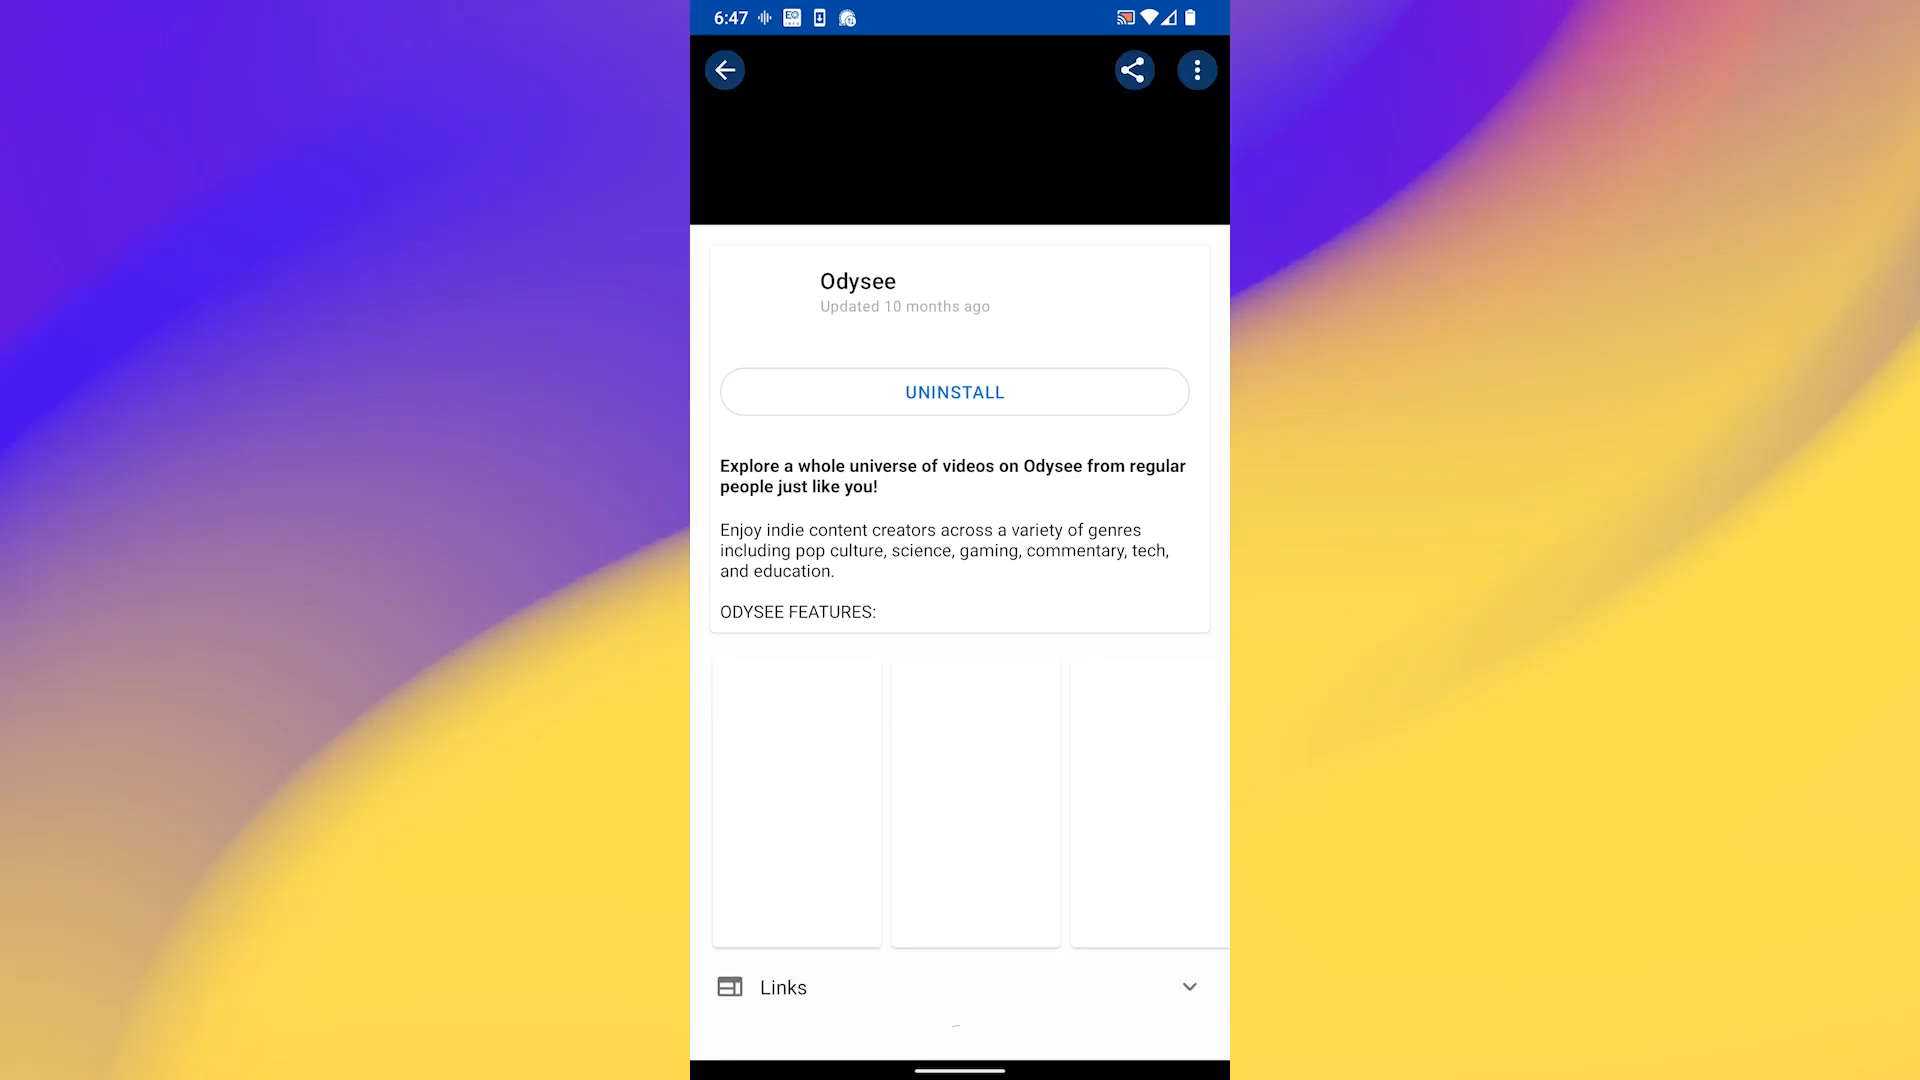 6:47
Odysee
Updated 10 months ago
UNINSTALL
Explore a whole universe of videos on Odysee from regular
people just like you!
Enjoy indie content creators across a variety of genres
including pop culture, science, gaming, commentary, tech,
and education.
ODYSEE FEATURES:
Links